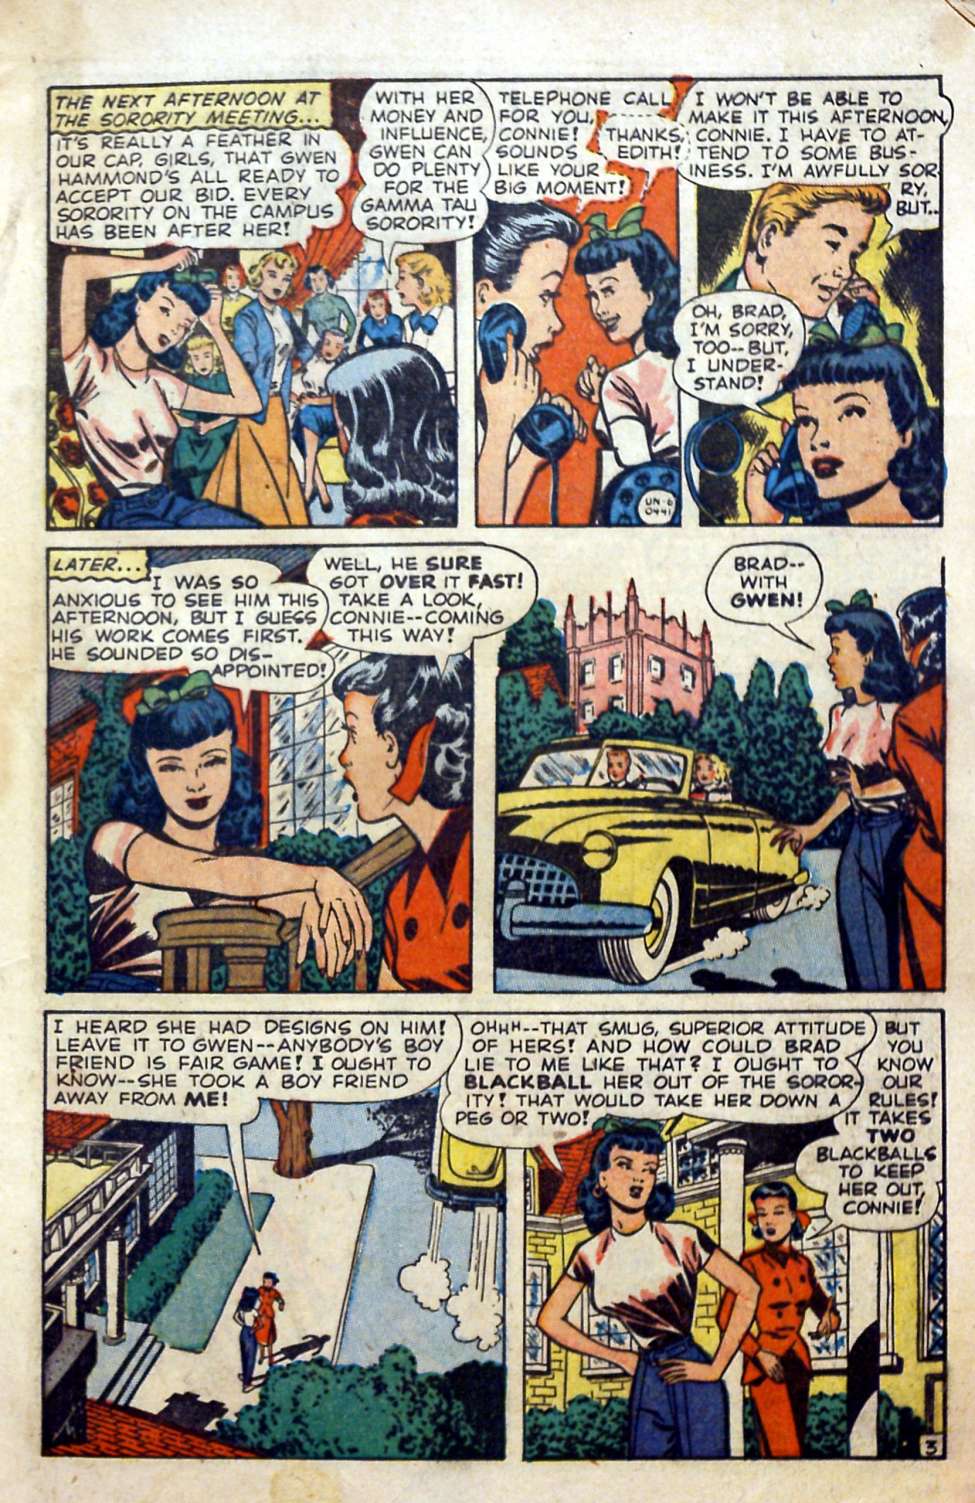 THE NEXT AFTERNOON AT
THE SORORITY MEETING...
IT'S REALLY A FEATHER IN
OUR CAP, GIRLS, THAT GWEN
HAMMOND'S ALL READY TO
ACCEPT OUR BID. EVERY
SORORITY ON THE CAMPUS
HAS BEEN AFTER HER!
WITH HER
MONEY AND
INFLUENCE,
GWEN CAN
DO PLENTY
FOR THE
GAMMA TAU
SORORITY!
TELEPHONE CALL
FOR YOU,
CONNIE!
SOUNDS
LIKE YOUR
BIG MOMENT!
THANKS,
EDITH!
UN-6
0441
I WON'T BE ABLE TO
MAKE IT THIS AFTERNOON,
CONNIE. I HAVE TO AT-
TEND TO SOME BUS-
INESS. I'M AWFULLY SOR-
RY,
BUT..
OH, BRAD,
I'M SORRY,
TOO--BUT,
I UNDER-
STAND!
LATER...
I WAS SO
ANXIOUS TO SEE HIM THIS
AFTERNOON, BUT I GUESS
HIS WORK COMES FIRST.
HE SOUNDED SO DIS-
APPOINTED!
WELL, HE SURE
GOT OVER IT FAST!
TAKE A LOOK,
CONNIE--COMING
THIS WAY!
BRAD--
WITH
GWEN!
I HEARD SHE HAD DESIGNS ON HIM!
LEAVE IT TO GWEN--ANYBODY'S BOY
FRIEND IS FAIR GAME! I OUGHT TO
KNOW--SHE TOOK A BOY FRIEND
AWAY FROM ME!
OHHH--THAT SMUG, SUPERIOR ATTITUDE
OF HERS! AND HOW COULD BRAD
LIE TO ME LIKE THAT? I OUGHT TO
BLACKBALL HER OUT OF THE SOROR-
ITY! THAT WOULD TAKE HER DOWN A
PEG OR TWO!
BUT
YOU
KNOW
OUR
RULES!
IT TAKES
TWO
BLACKBALLS
TO KEEP
HER OUT,
CONNIE!
3